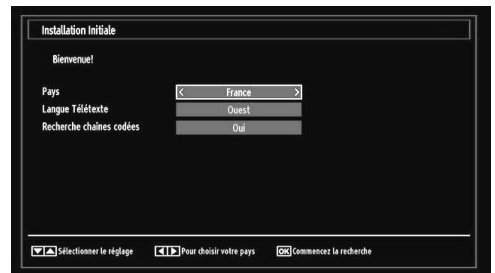 Installation Initiale
Bienvenue!
Pays < France >
Langue Télétexte Ouest
Recherche chaînes codées Oui
Sélectionner le réglage Pour choisir votre pays OK Commencez la recherche